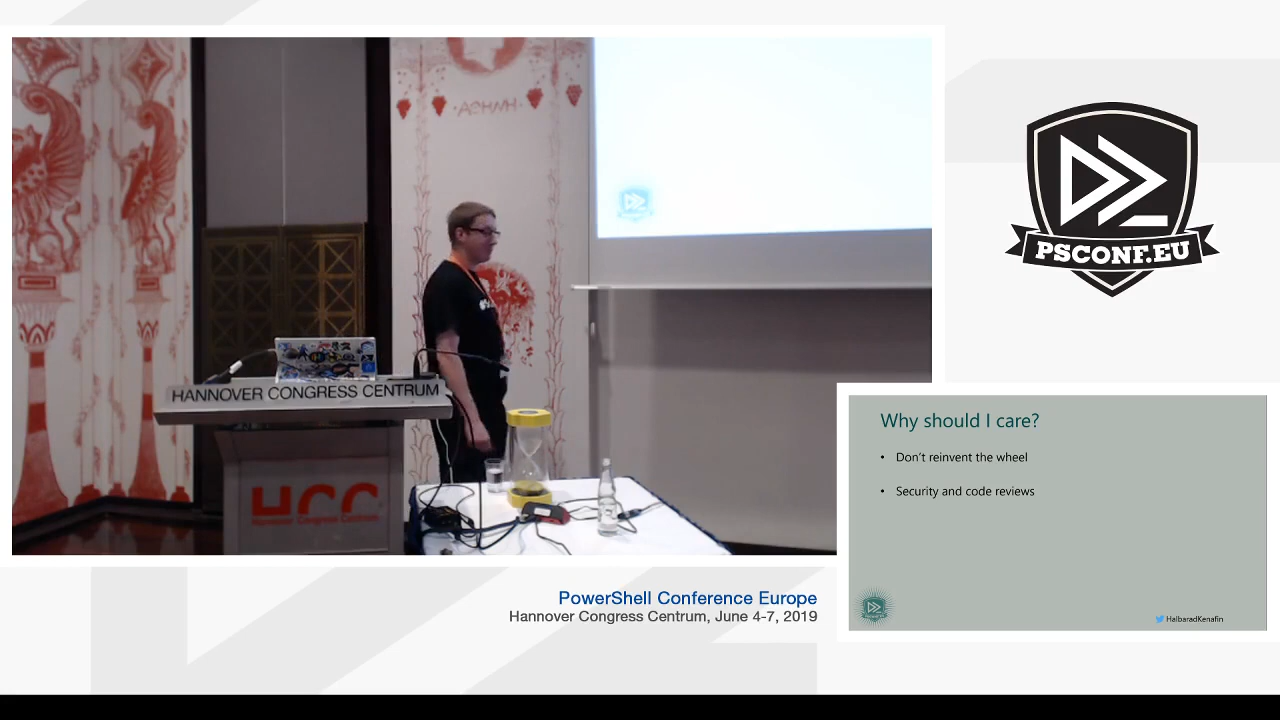 PSCONF.EU
HANNOVER CONGRESS CENTRUM
HCC
Hannover Congress Centrum
Why should I care?
• Don't reinvent the wheel
• Security and code reviews
HalbaradKenafin
PowerShell Conference Europe
Hannover Congress Centrum, June 4-7, 2019